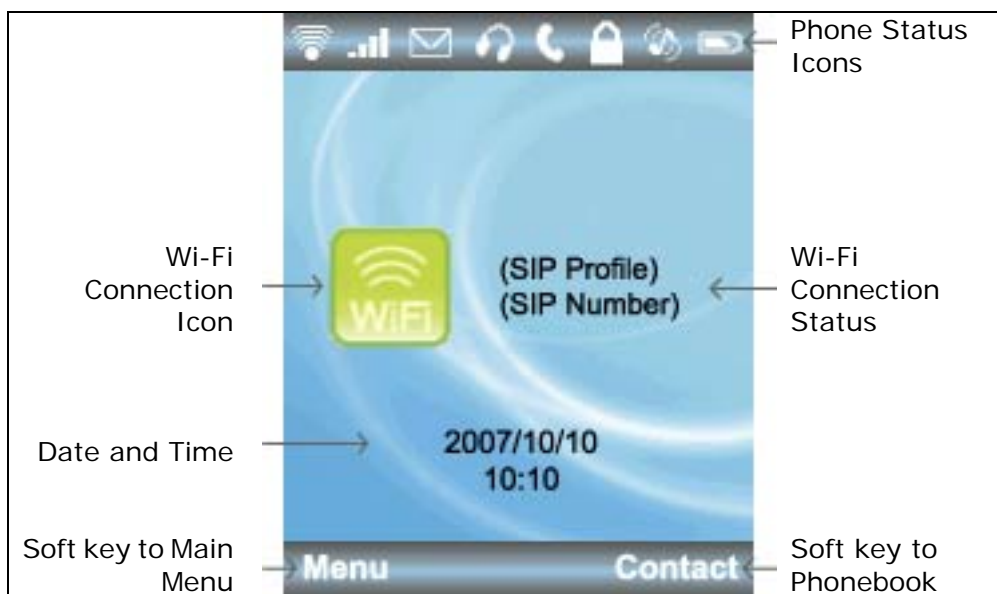 Phone Status
Icons
Wi-Fi
Connection
Icon
WiFi
(SIP Profile)
(SIP Number)
Wi-Fi
Connection
Status
Date and Time
2007/10/10
10:10
Soft key to Main
Menu
Menu
Contact
Soft key to
Phonebook